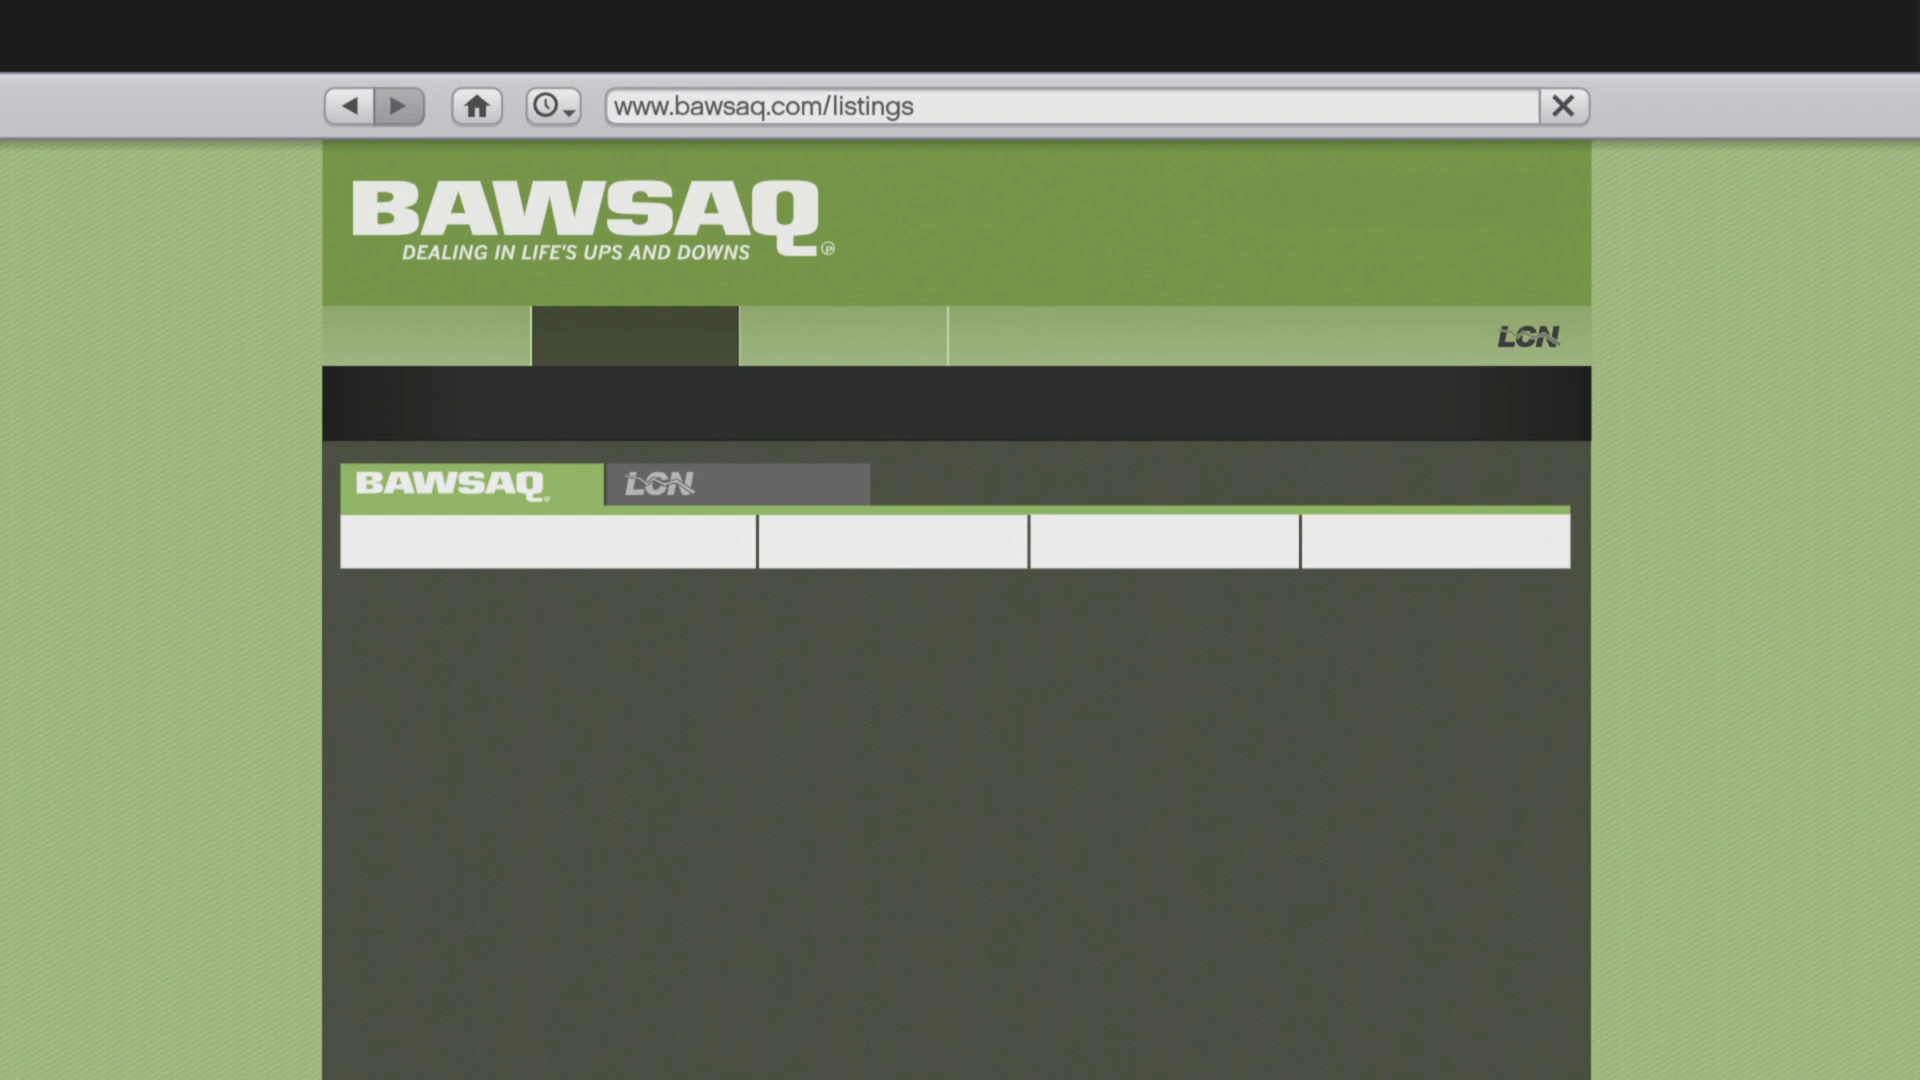 www.bawsaq.com/listings
BAWSAQ ℗
DEALING IN LIFE'S UPS AND DOWNS
LCN
BAWSAQ ℗
LCN